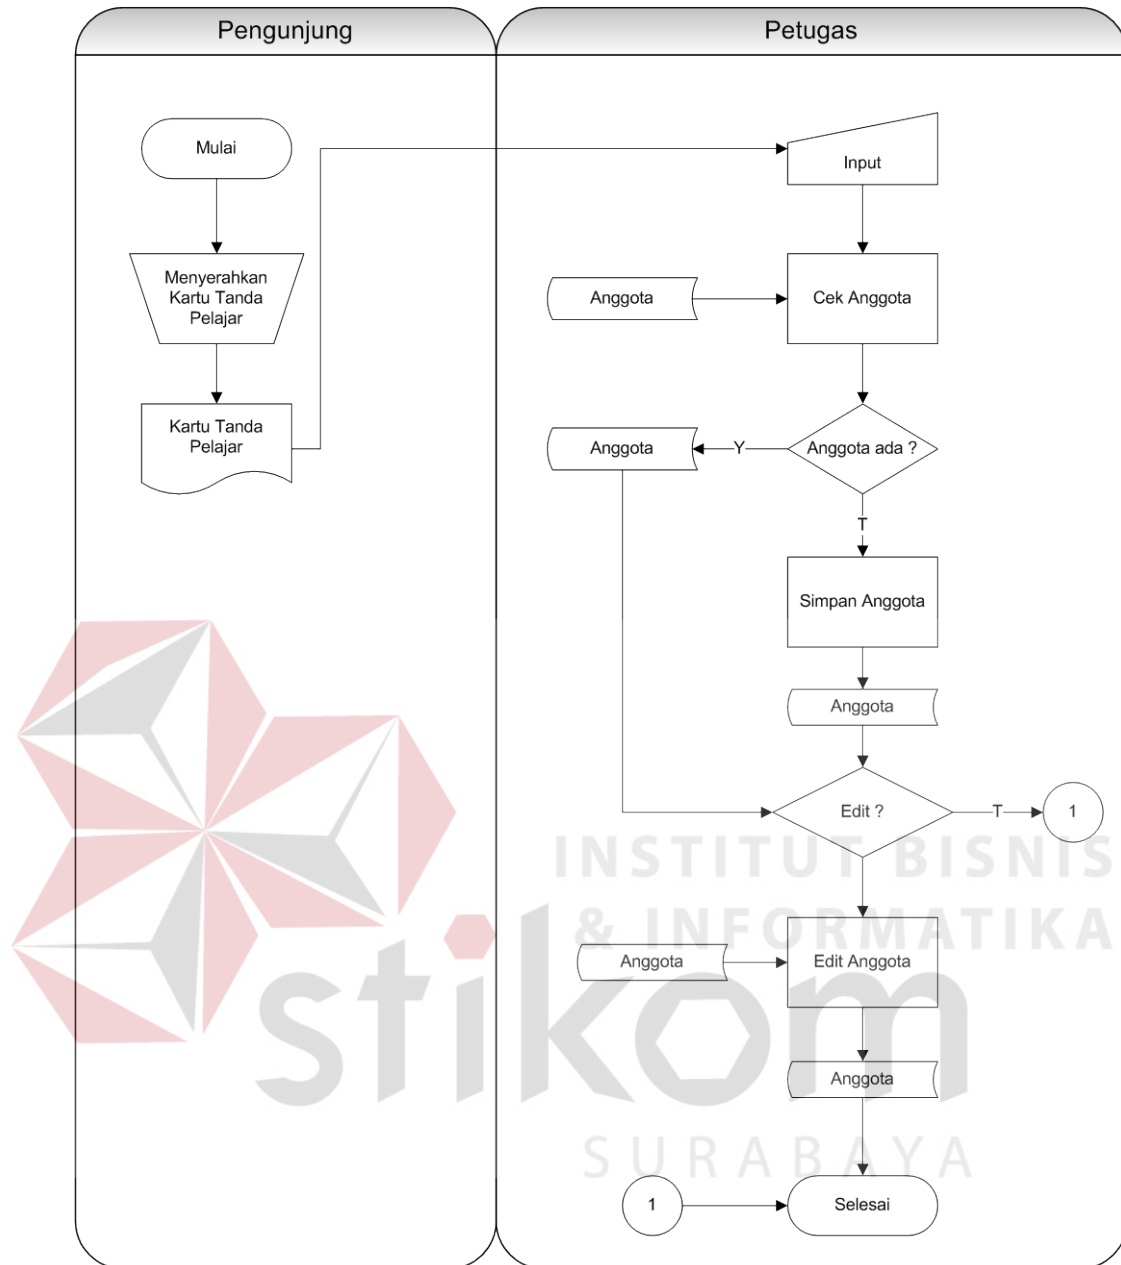 Pengunjung
Petugas
Mulai
Input
Menyerahkan
Kartu Tanda
Pelajar
Anggota
Cek Anggota
Kartu Tanda
Pelajar
Anggota
Y
Anggota ada ?
T
Simpan Anggota
Anggota
Edit ?
T
1
INSTITUT BISNIS
& INFORMATIKA
Anggota
Edit Anggota
stikom
Anggota
SURABAYA
1
Selesai